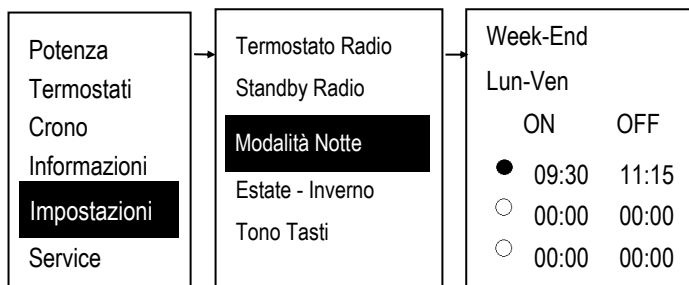 Potenza
Termostati
Crono
Informazioni
Impostazioni
Service
Termostato Radio
Standby Radio
Modalità Notte
Estate - Inverno
Tono Tasti
Week-End
Lun-Ven
ON OFF
09:30 11:15
00:00 00:00
00:00 00:00